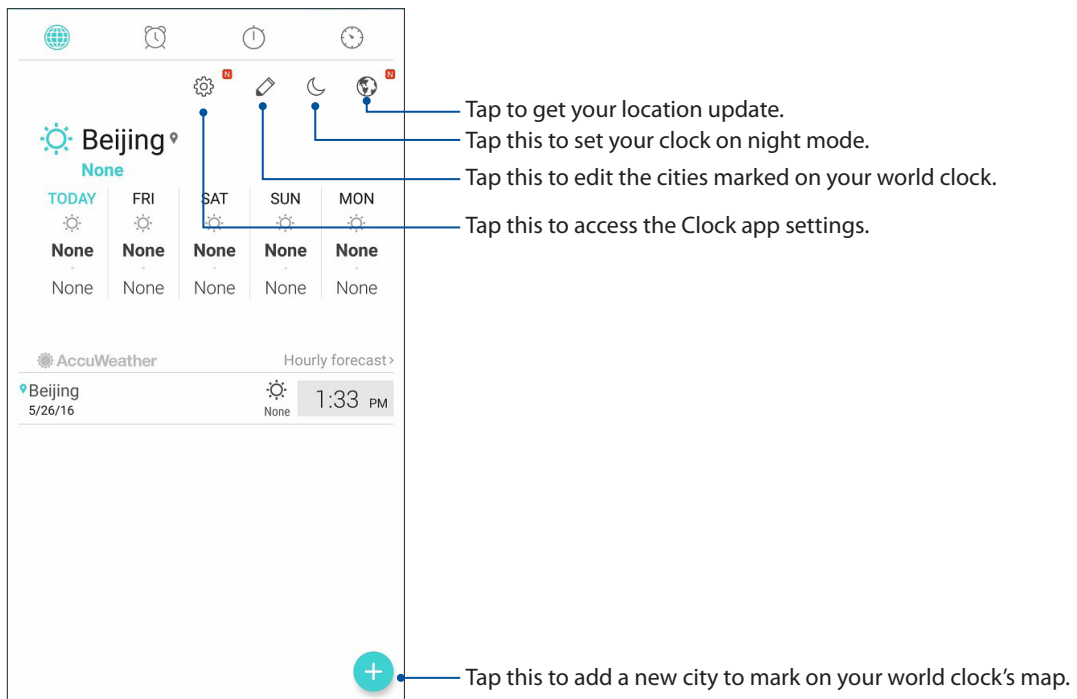 N
N
Tap to get your location update.
Tap this to set your clock on night mode.
Beijing
None
Tap this to edit the cities marked on your world clock.
TODAY FRI SAT SUN MON
Tap this to access the Clock app settings.
None None None None None
None None None None None
AccuWeather Hourly forecast>
Beijing
5/26/16
None
1:33 PM
+
Tap this to add a new city to mark on your world clock’s map.